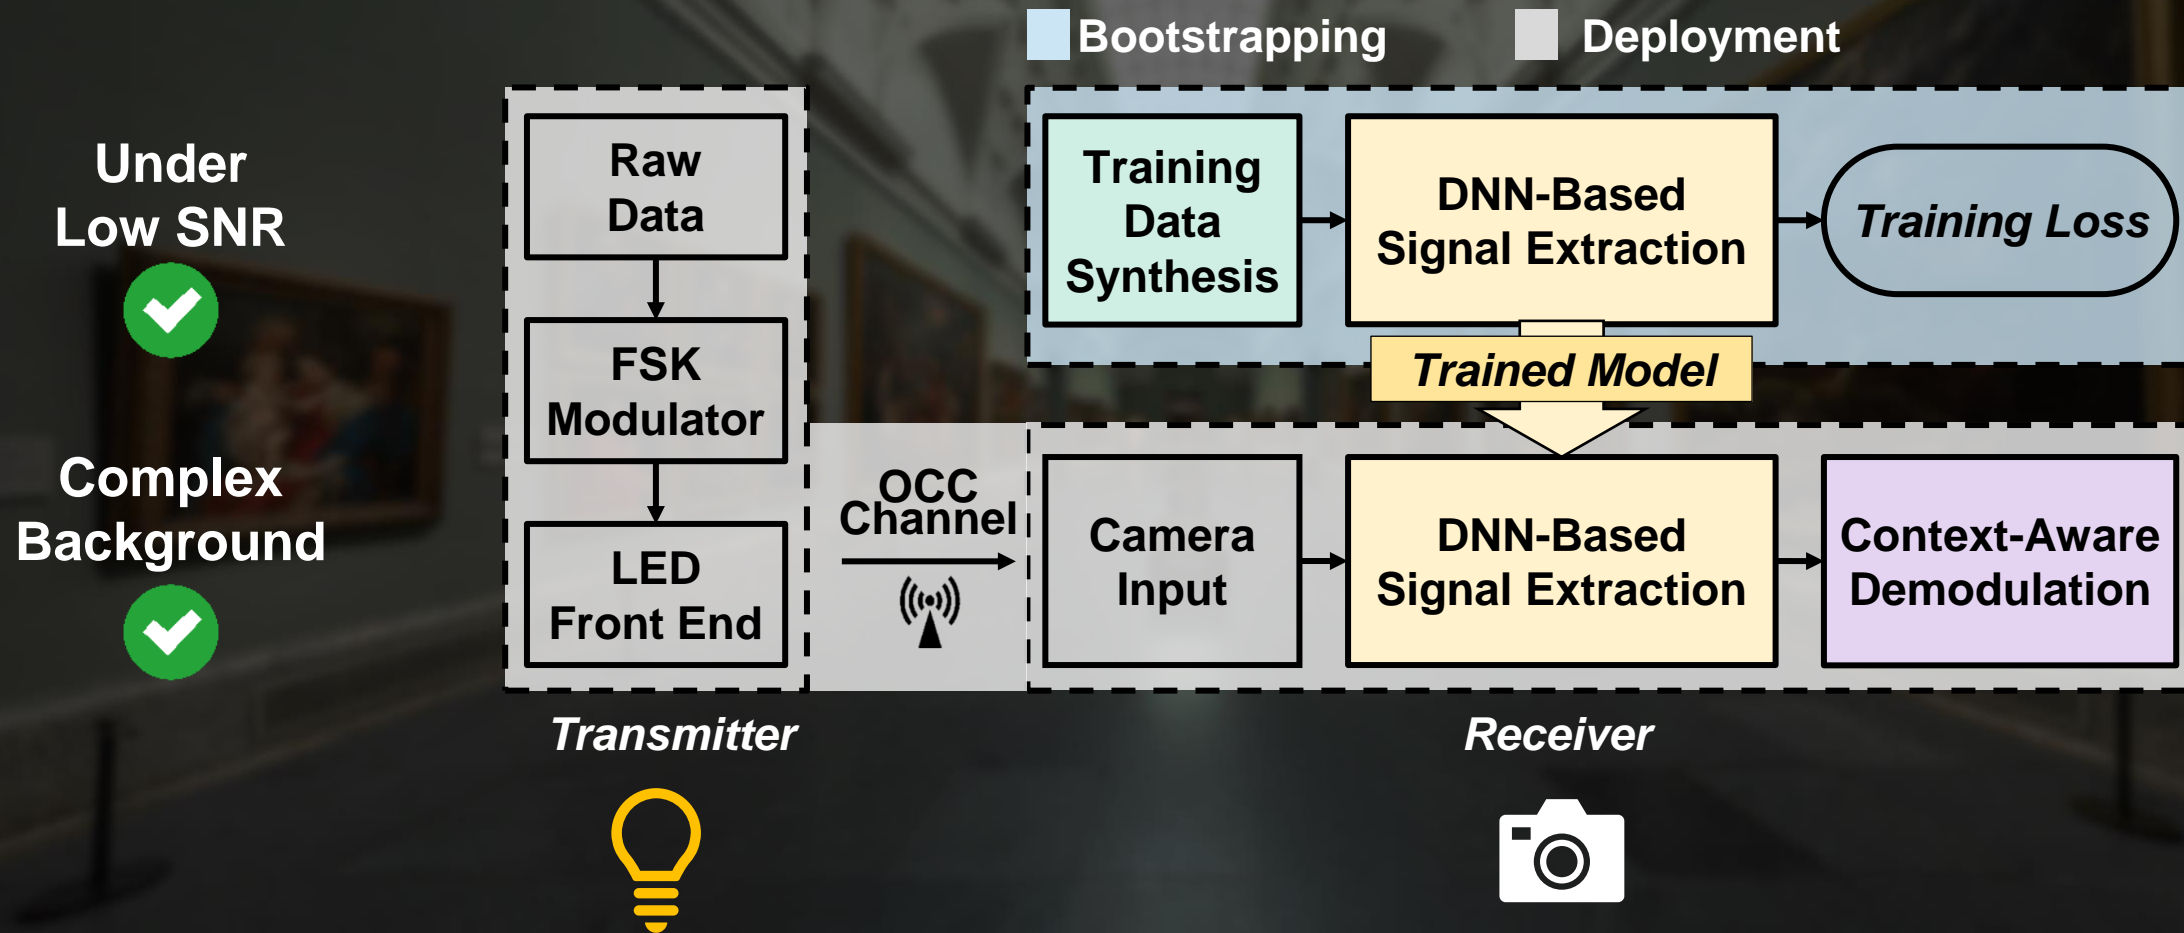 Bootstrapping
Deployment
Under
Low SNR
Complex
Background
Raw
Data
FSK
Modulator
LED
Front End
Transmitter
OCC
Channel
Training
Data
Synthesis
DNN-Based
Signal Extraction
Training Loss
Trained Model
Camera
Input
DNN-Based
Signal Extraction
Context-Aware
Demodulation
Receiver